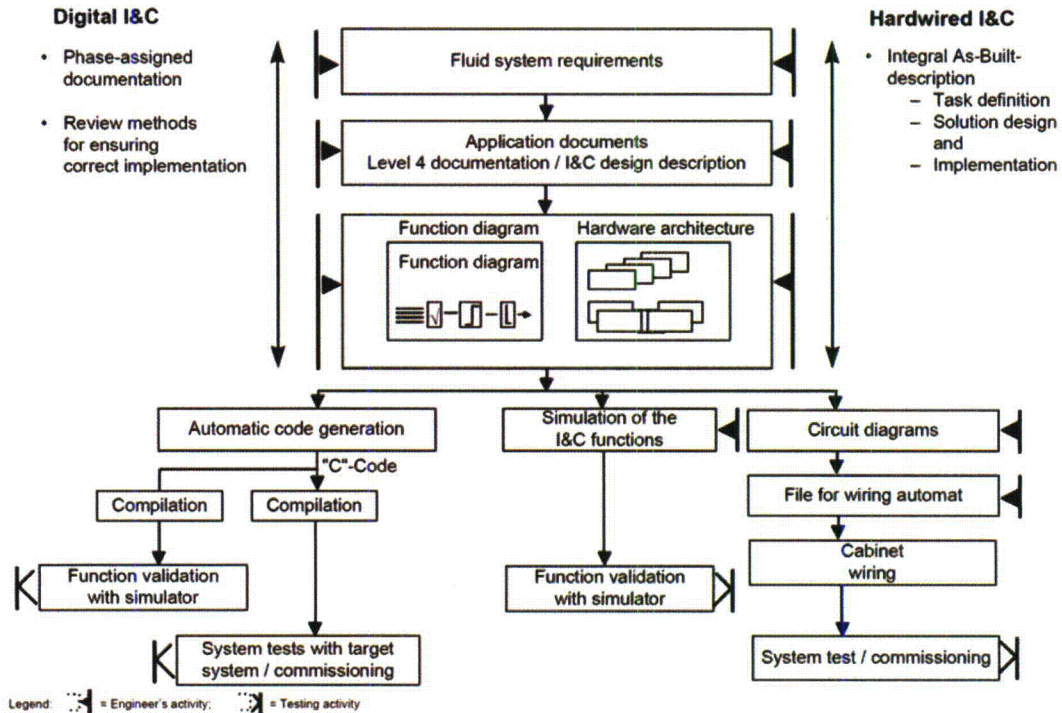 Digital I&C
• Phase-assigned
documentation
• Review methods
for ensuring
correct implementation
Hardwired I&C
• Integral As-Built-
description
– Task definition
– Solution design
and
– Implementation
Fluid system requirements
Application documents
Level 4 documentation / I&C design description
Function diagram
Hardware architecture
Function diagram
√
Automatic code generation
Simulation of the
I&C functions
Circuit diagrams
"C"-Code
Compilation
Compilation
File for wiring automat
Cabinet
wiring
Function validation
with simulator
Function validation
with simulator
System tests with target
system / commissioning
System test / commissioning
Legend: = Engineer's activity; = Testing activity